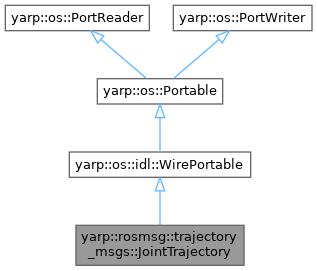 yarp::os::PortReader
yarp::os::PortWriter
yarp::os::Portable
yarp::os::idl::WirePortable
yarp::rosmsg::trajectory
_msgs::JointTrajectory